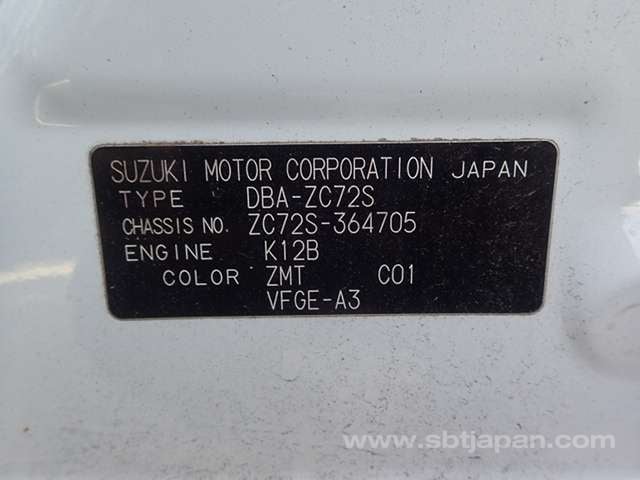 SUZUKI MOTOR CORPORATION JAPAN
TYPE DBA-ZC72S
CHASSIS NO. ZC72S-364705
ENGINE K12B
COLOR ZMT C01
VFGE-A3
www.sbtjapan.com